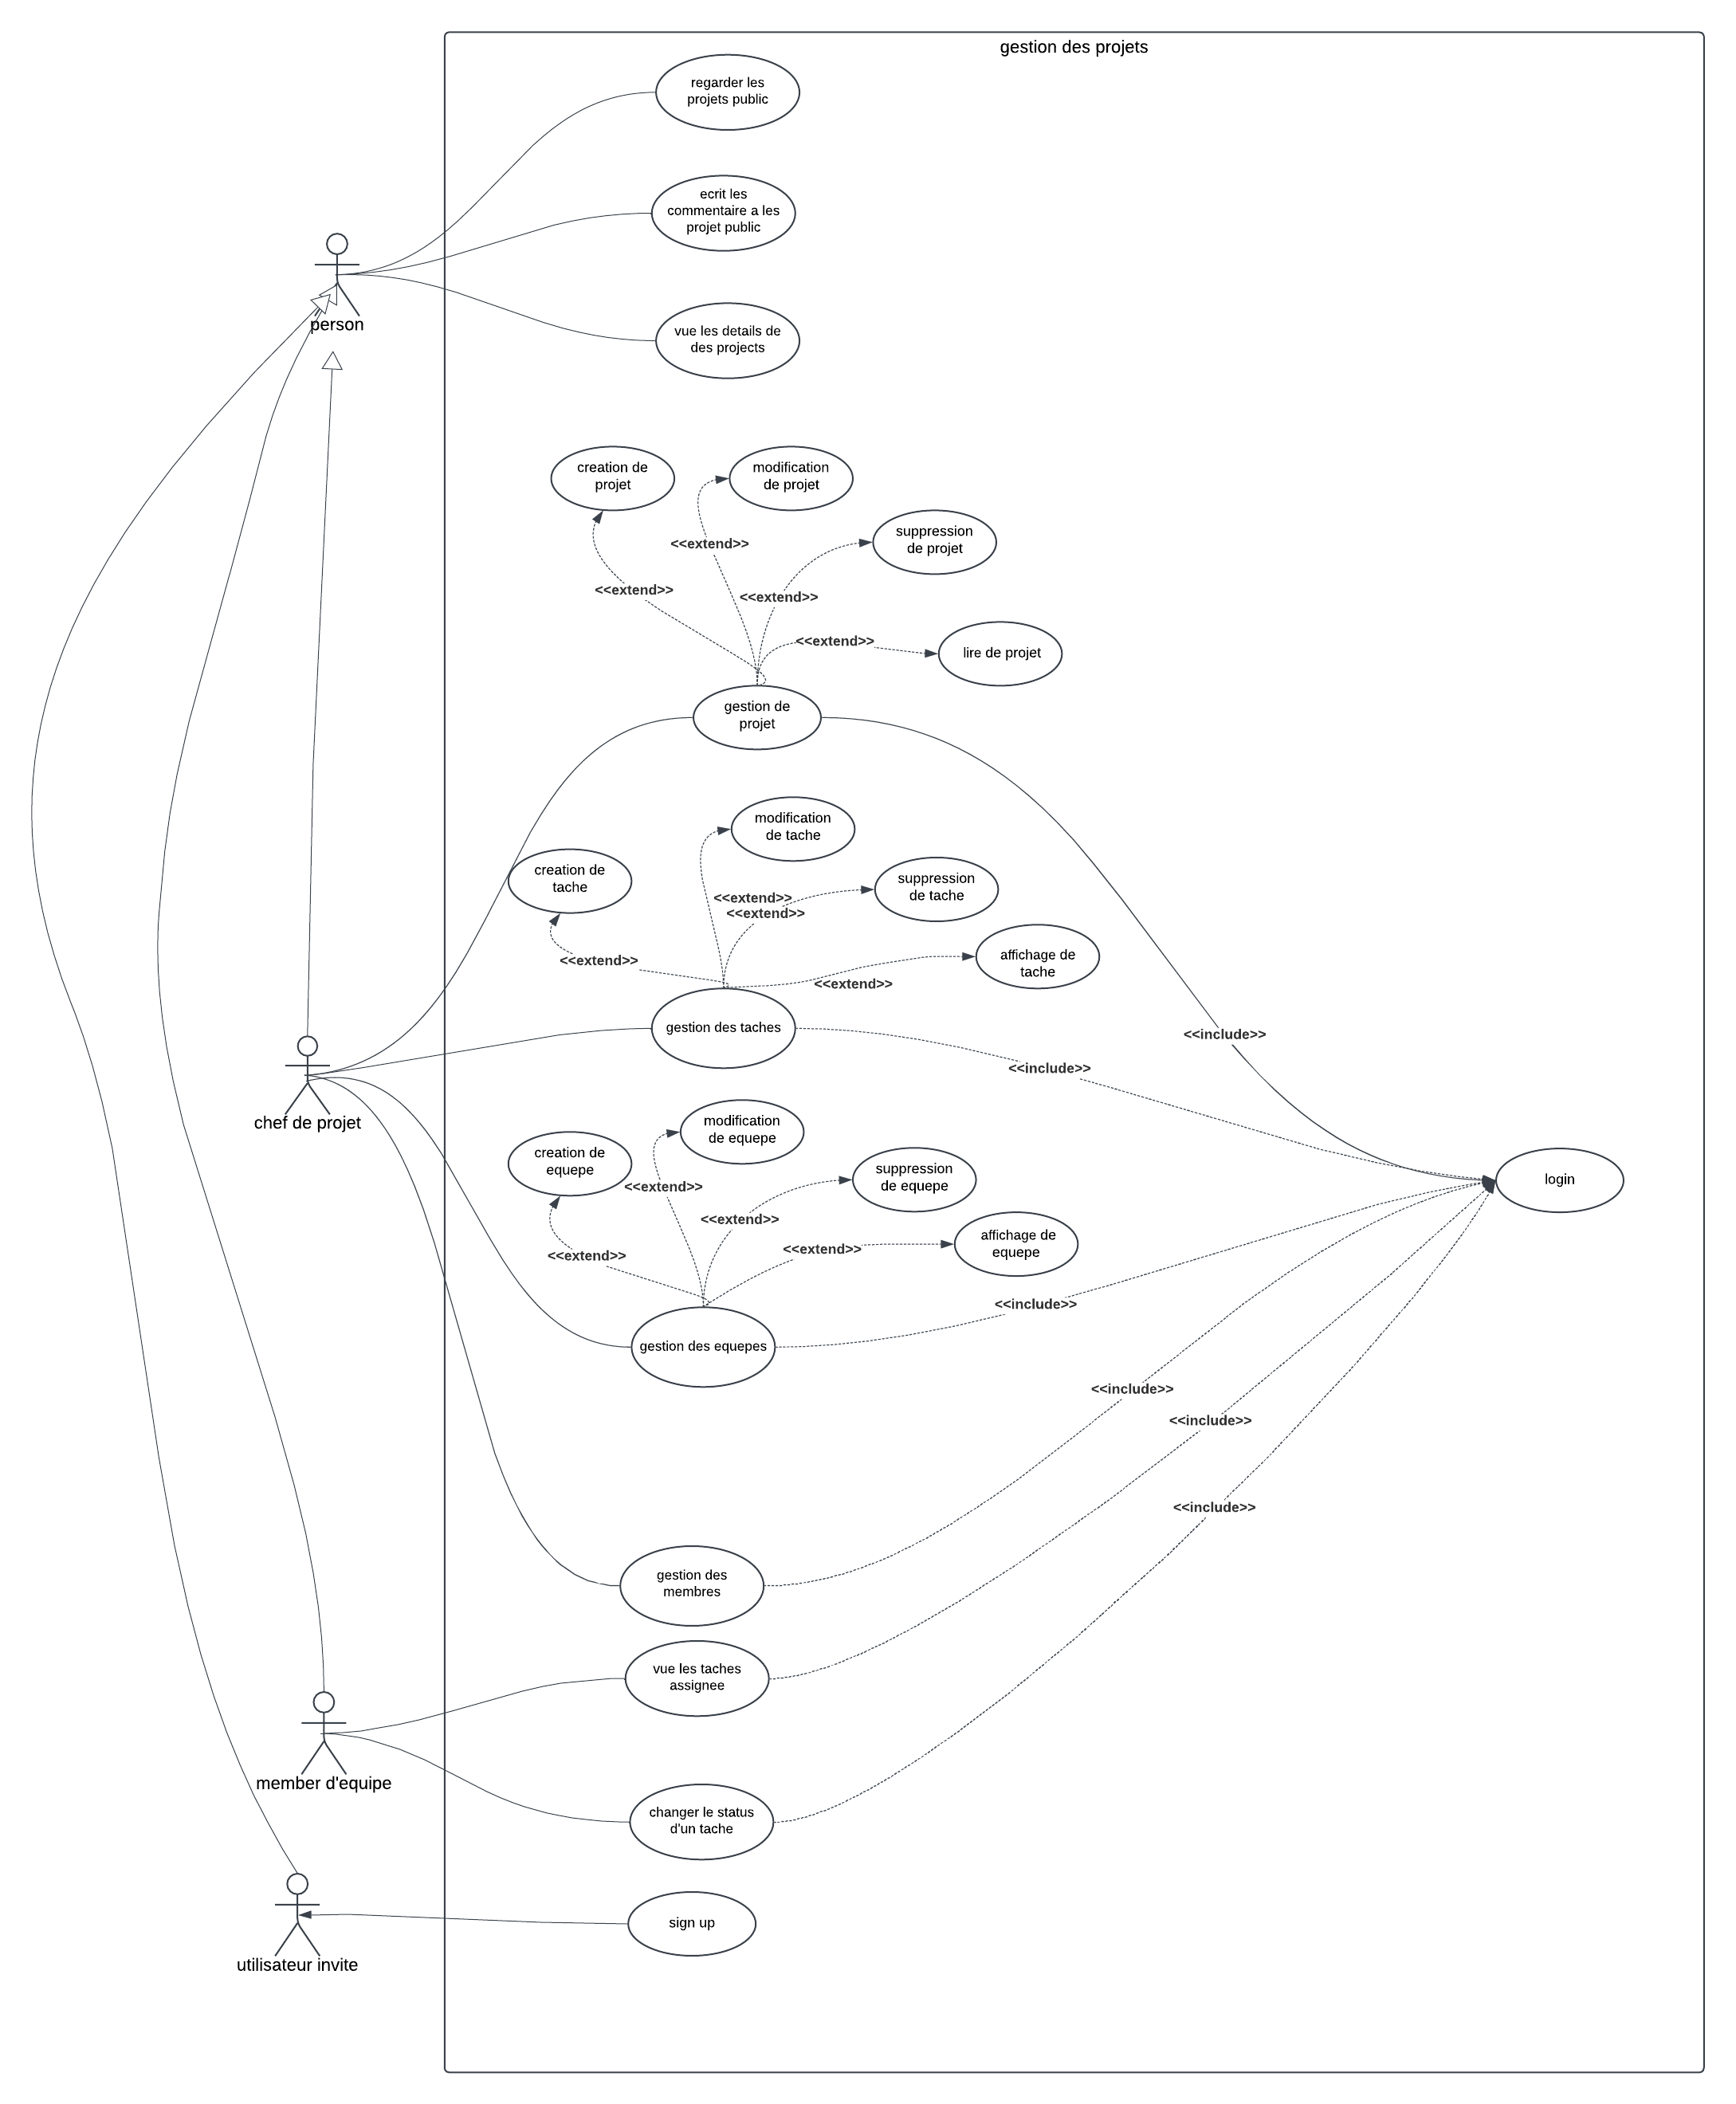 gestion des projets
regarder les
projets public
ecrit les
commentaire a les
projet public
person
vue les details de
des projects
creation de
projet
modification
de projet
suppression
de projet
<<extend>>
<<extend>>
<<extend>>
<<extend>>
lire de projet
gestion de
projet
modification
de tache
creation de
tache
suppression
de tache
<<extend>>
<<extend>>
<<extend>>
affichage de
tache
<<extend>>
gestion des taches
<<include>>
<<include>>
chef de projet
modification
de equepe
creation de
equepe
suppression
de equepe
login
<<extend>>
<<extend>>
<<extend>>
<<extend>>
affichage de
equepe
<<include>>
gestion des equepes
<<include>>
<<include>>
<<include>>
gestion des
membres
vue les taches
assignee
member d'equipe
changer le status
d'un tache
sign up
utilisateur invite